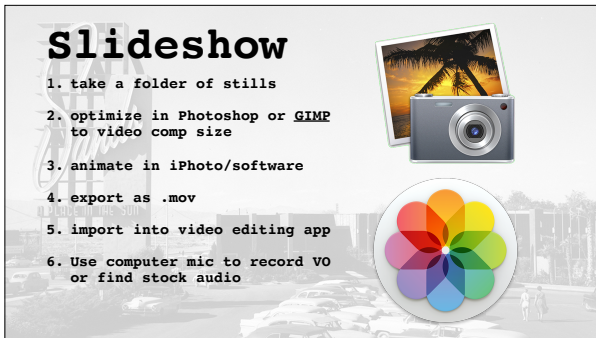 Slideshow
1. take a folder of stills
2. optimize in Photoshop or GIMP
to video comp size
3. animate in iPhoto/software
4. export as .mov
5. import into video editing app
6. Use computer mic to record VO
or find stock audio